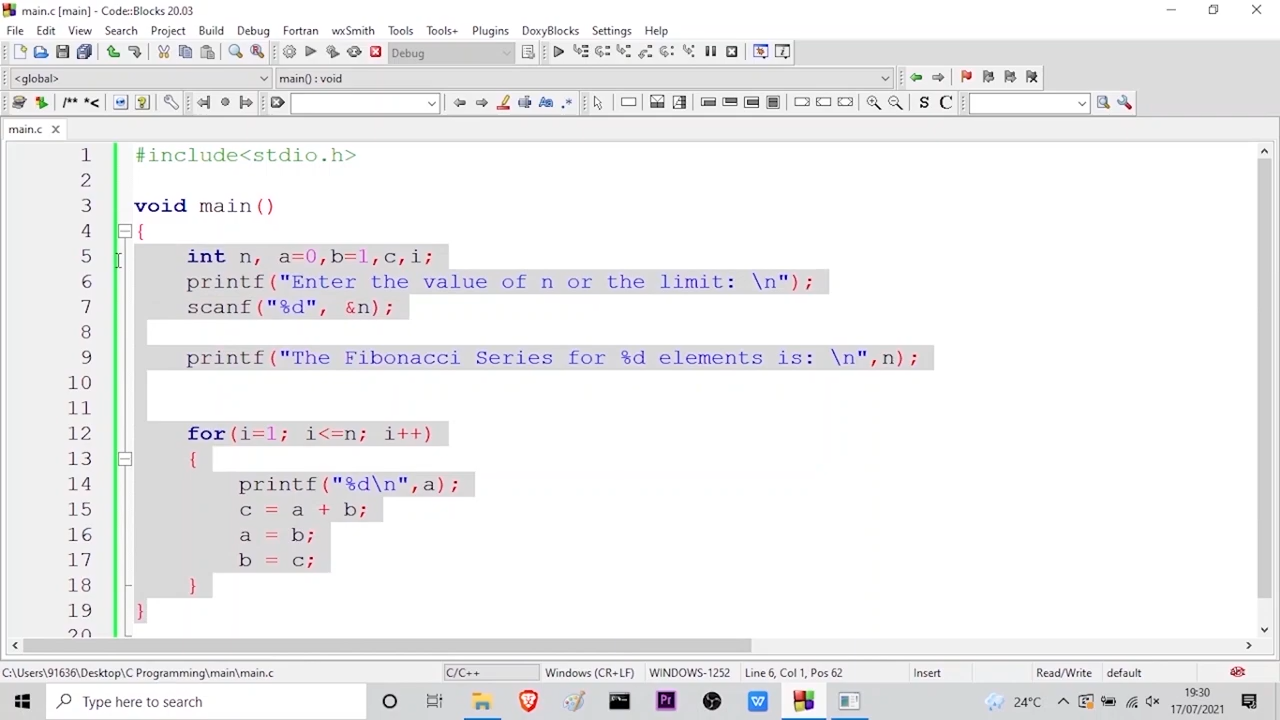 main.c [main] - Code::Blocks 20.03
File Edit View Search Project Build Debug Fortran wxSmith Tools Tools+ Plugins DoxyBlocks Settings Help
Debug
<global> main() : void
/** *< S C
main.c
1 #include<stdio.h>
2
3 void main()
4 {
5 int n, a=0,b=1,c,i;
6 printf("Enter the value of n or the limit: \n");
7 scanf("%d", &n);
8
9 printf("The Fibonacci Series for %d elements is: \n",n);
10
11
12 for(i=1; i<=n; i++)
13 {
14 printf("%d\n",a);
15 c = a + b;
16 a = b;
17 b = c;
18 }
19 }
20
C:\Users\91636\Desktop\C Programming\main\main.c C/C++ Windows (CR+LF) WINDOWS-1252 Line 6, Col 1, Pos 62 Insert Read/Write default
Type here to search Pr W 24°C 19:30
17/07/2021